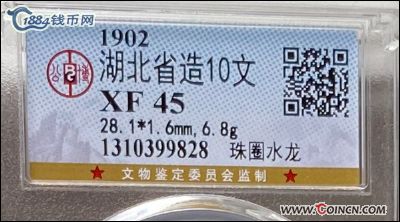 1884钱币网
1902
公博
湖北省造10文
XF 45
28.1*1.6mm, 6.8g
1310399828 珠圈水龙
★ 文物鉴定委员会监制 ★
www.COINCN.COM